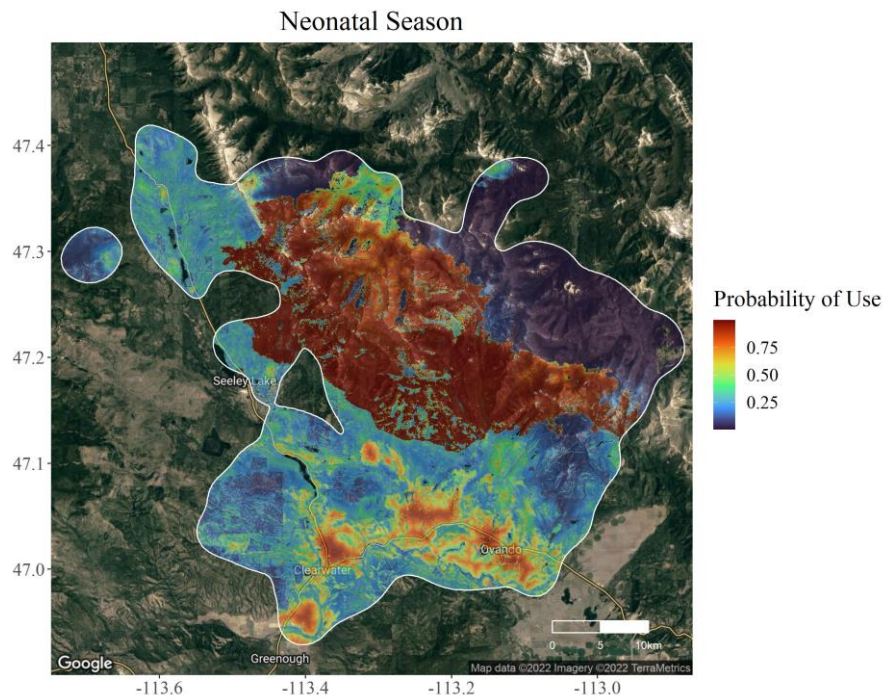 Neonatal Season
47.4
47.3
47.2
47.1
47.0
Seeley Lake
Clearwater
Ovando
Greenough
0 5 10km
Google
Map data ©2022 Imagery ©2022 TerraMetrics
-113.6
-113.4
-113.2
-113.0
Probability of Use
0.75
0.50
0.25